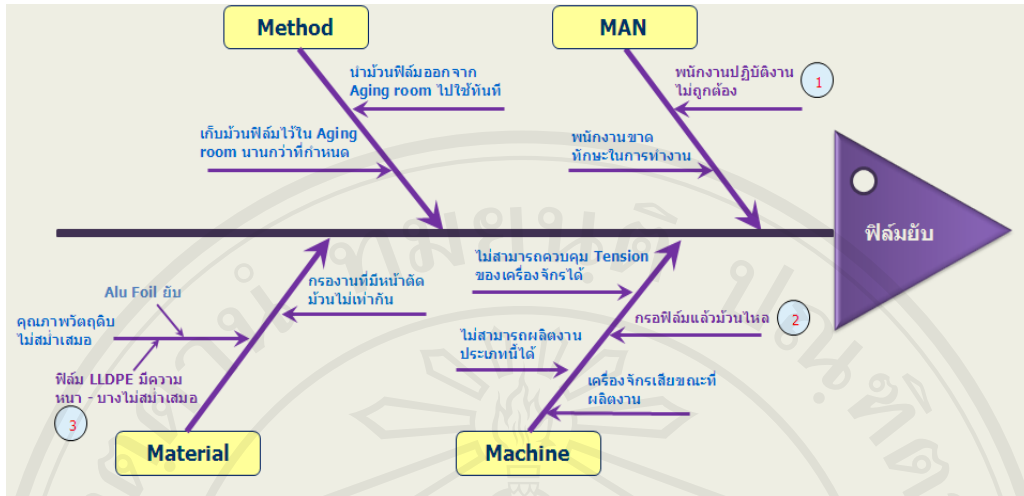 Method
MAN
นำม้วนฟิล์มออกจาก
Aging room ไปใช้ทันที
พนักงานปฏิบัติงาน
ไม่ถูกต้อง
1
เก็บม้วนฟิล์มไว้ใน Aging
room นานกว่าที่กำหนด
พนักงานขาด
ทักษะในการทำงาน
ฟิล์มยับ
ไม่สามารถควบคุม Tension
ของเครื่องจักรได้
กรองานที่มีหน้าตัด
ม้วนไม่เท่ากัน
Alu Foil ยับ
คุณภาพวัตถุดิบ
ไม่สม่ำเสมอ
กรอฟิล์มแล้วม้วนไหล
2
ไม่สามารถผลิตงาน
ประเภทนี้ได้
ฟิล์ม LLDPE มีความ
หนา - บางไม่สม่ำเสมอ
3
เครื่องจักรเสียขณะที่
ผลิตงาน
Material
Machine